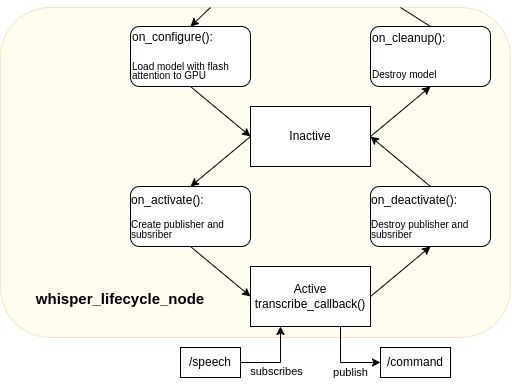 on_configure():
Load model with flash
attention to GPU
on_cleanup():
Destroy model
Inactive
on_activate():
Create publisher and
subsriber
on_deactivate():
Destroy publisher and
subsriber
Active
transcribe_callback()
whisper_lifecycle_node
/speech
subscribes
publish
/command